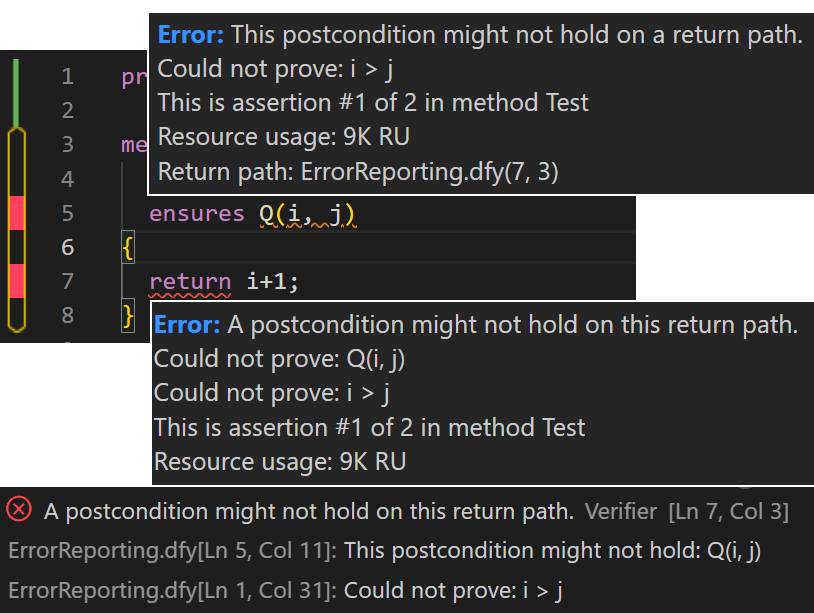 Error: This postcondition might not hold on a return path.
Could not prove: i > j
This is assertion #1 of 2 in method Test
Resource usage: 9K RU
Return path: ErrorReporting.dfy(7, 3)
1 pr
2
3 me
4
5 ensures Q(i, j)
6 {
7 return i+1;
8 }
Error: A postcondition might not hold on this return path.
Could not prove: Q(i, j)
Could not prove: i > j
This is assertion #1 of 2 in method Test
Resource usage: 9K RU
A postcondition might not hold on this return path. Verifier [Ln 7, Col 3]
ErrorReporting.dfy[Ln 5, Col 11]: This postcondition might not hold: Q(i, j)
ErrorReporting.dfy[Ln 1, Col 31]: Could not prove: i > j